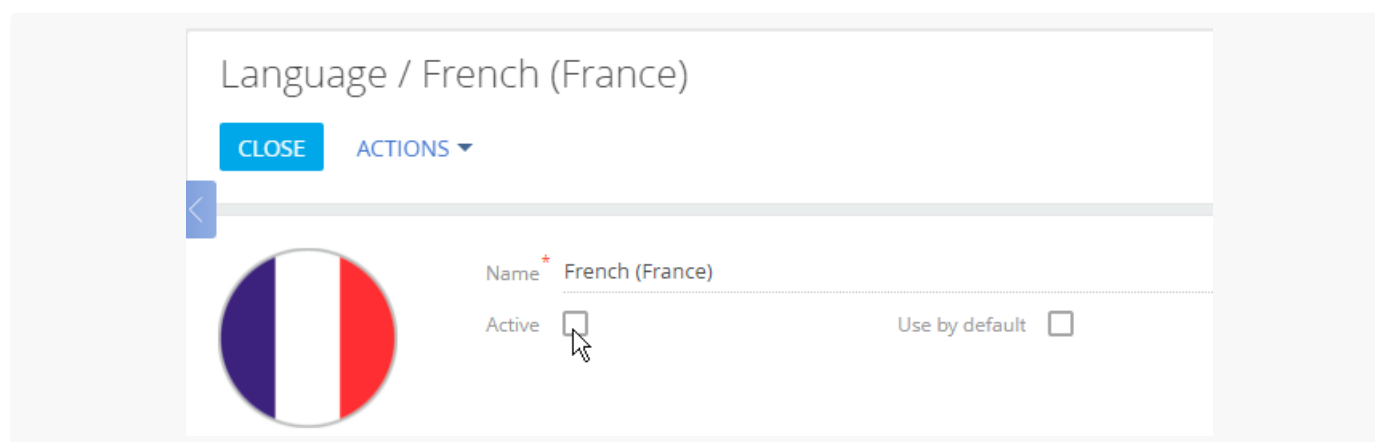 Language / French (France)
CLOSE ACTIONS
Name* French (France)
Active Use by default